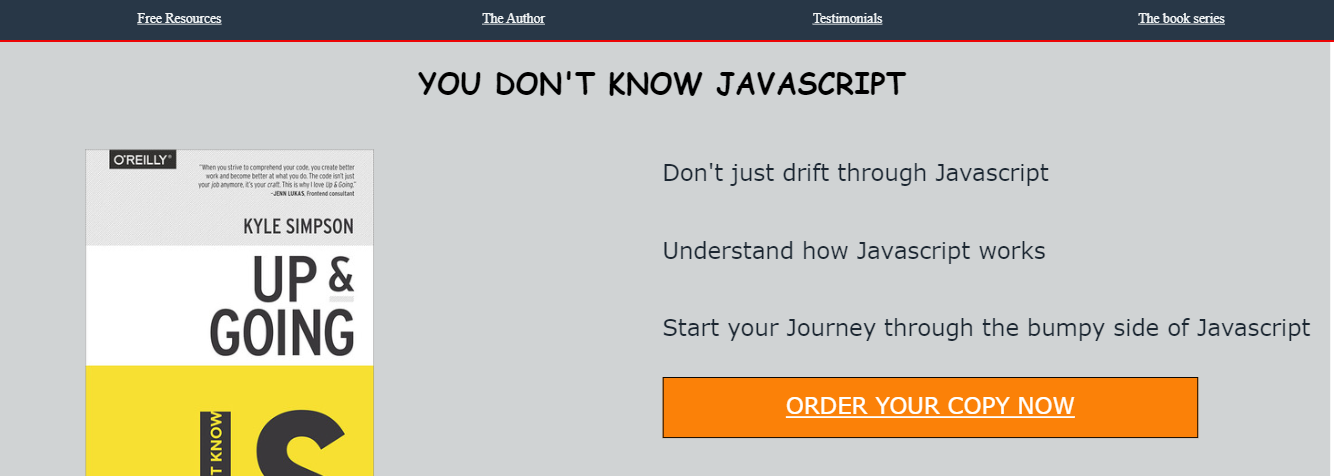 Free Resources
The Author
Testimonials
The book series
YOU DON'T KNOW JAVASCRIPT
O'REILLY®
"When you strive to comprehend your code, you create better
work and become better at what you do. The code isn't just
your job anymore, it's your craft. This is why I love Up & Going."
–JENN LUKAS, Frontend consultant
KYLE SIMPSON
UP &
GOING
T KNOW
S
Don't just drift through Javascript
Understand how Javascript works
Start your Journey through the bumpy side of Javascript
ORDER YOUR COPY NOW